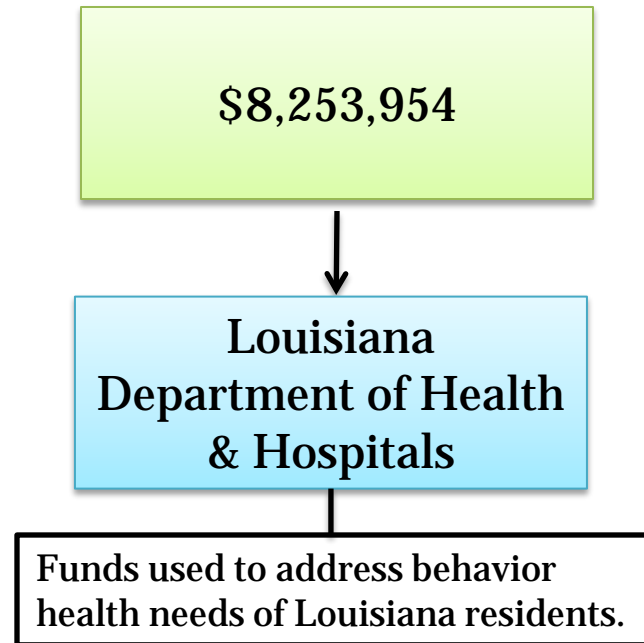 $8,253,954
Louisiana
Department of Health
& Hospitals
Funds used to address behavior
health needs of Louisiana residents.